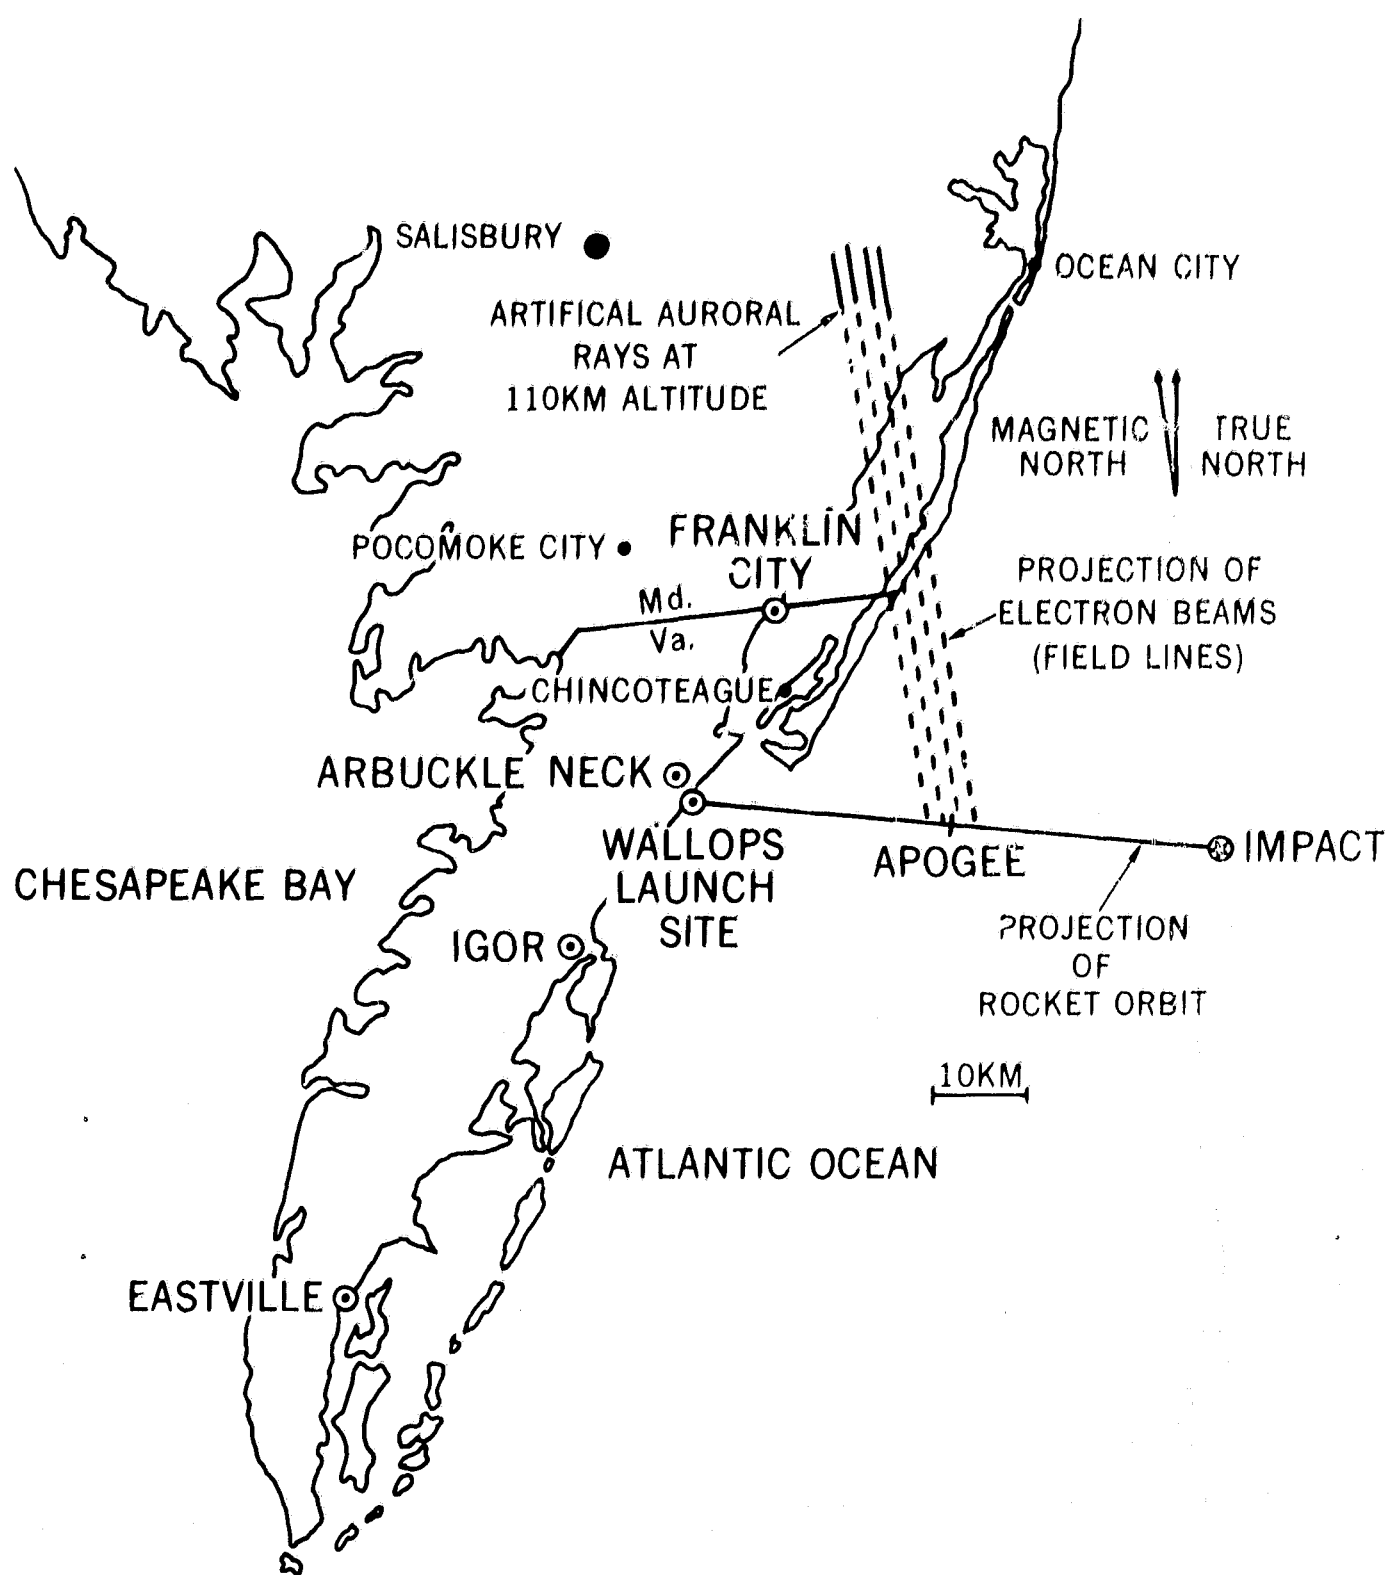 SALISBURY
OCEAN CITY
ARTIFICAL AURORAL
RAYS AT
110KM ALTITUDE
MAGNETIC
NORTH
TRUE
NORTH
FRANKLIN
CITY
POCOMOKE CITY
PROJECTION OF
ELECTRON BEAMS
(FIELD LINES)
Md.
Va.
CHINCOTEAGUE
ARBUCKLE NECK
WALLOPS
LAUNCH
SITE
APOGEE
IMPACT
CHESAPEAKE BAY
IGOR
PROJECTION
OF
ROCKET ORBIT
10KM
ATLANTIC OCEAN
EASTVILLE